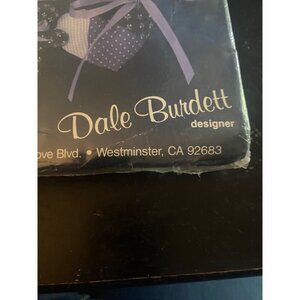 Dale Burdett
designer
ove Blvd. • Westminster, CA 92683